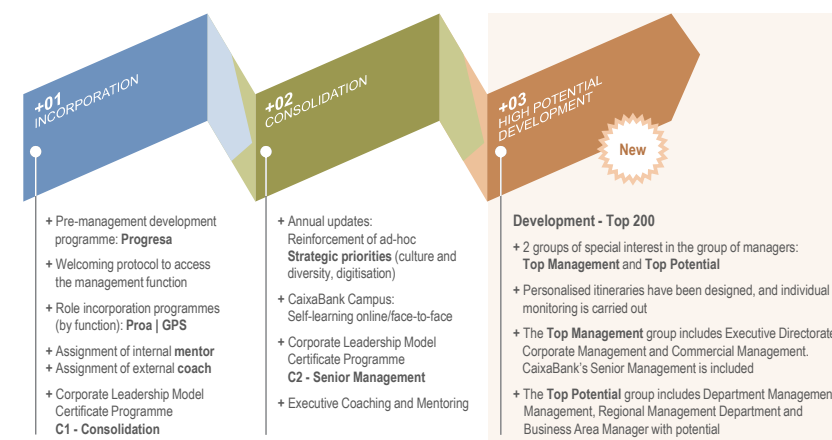 +01
INCORPORATION
+ Pre-management development
programme: Progresa
+ Welcoming protocol to access
the management function
+ Role incorporation programmes
(by function): Proa | GPS
+ Assignment of internal mentor
+ Assignment of external coach
+ Corporate Leadership Model
Certificate Programme
C1 - Consolidation
+02
CONSOLIDATION
+ Annual updates:
Reinforcement of ad-hoc
Strategic priorities (culture and
diversity, digitisation)
+ CaixaBank Campus:
Self-learning online/face-to-face
+ Corporate Leadership Model
Certificate Programme
C2 - Senior Management
+ Executive Coaching and Mentoring
+03
HIGH POTENTIAL
DEVELOPMENT
New
Development - Top 200
+ 2 groups of special interest in the group of managers:
Top Management and Top Potential
+ Personalised itineraries have been designed, and individual
monitoring is carried out
+ The Top Management group includes Executive Directorate
Corporate Management and Commercial Management.
CaixaBank's Senior Management is included
+ The Top Potential group includes Department Management
Management, Regional Management Department and
Business Area Manager with potential